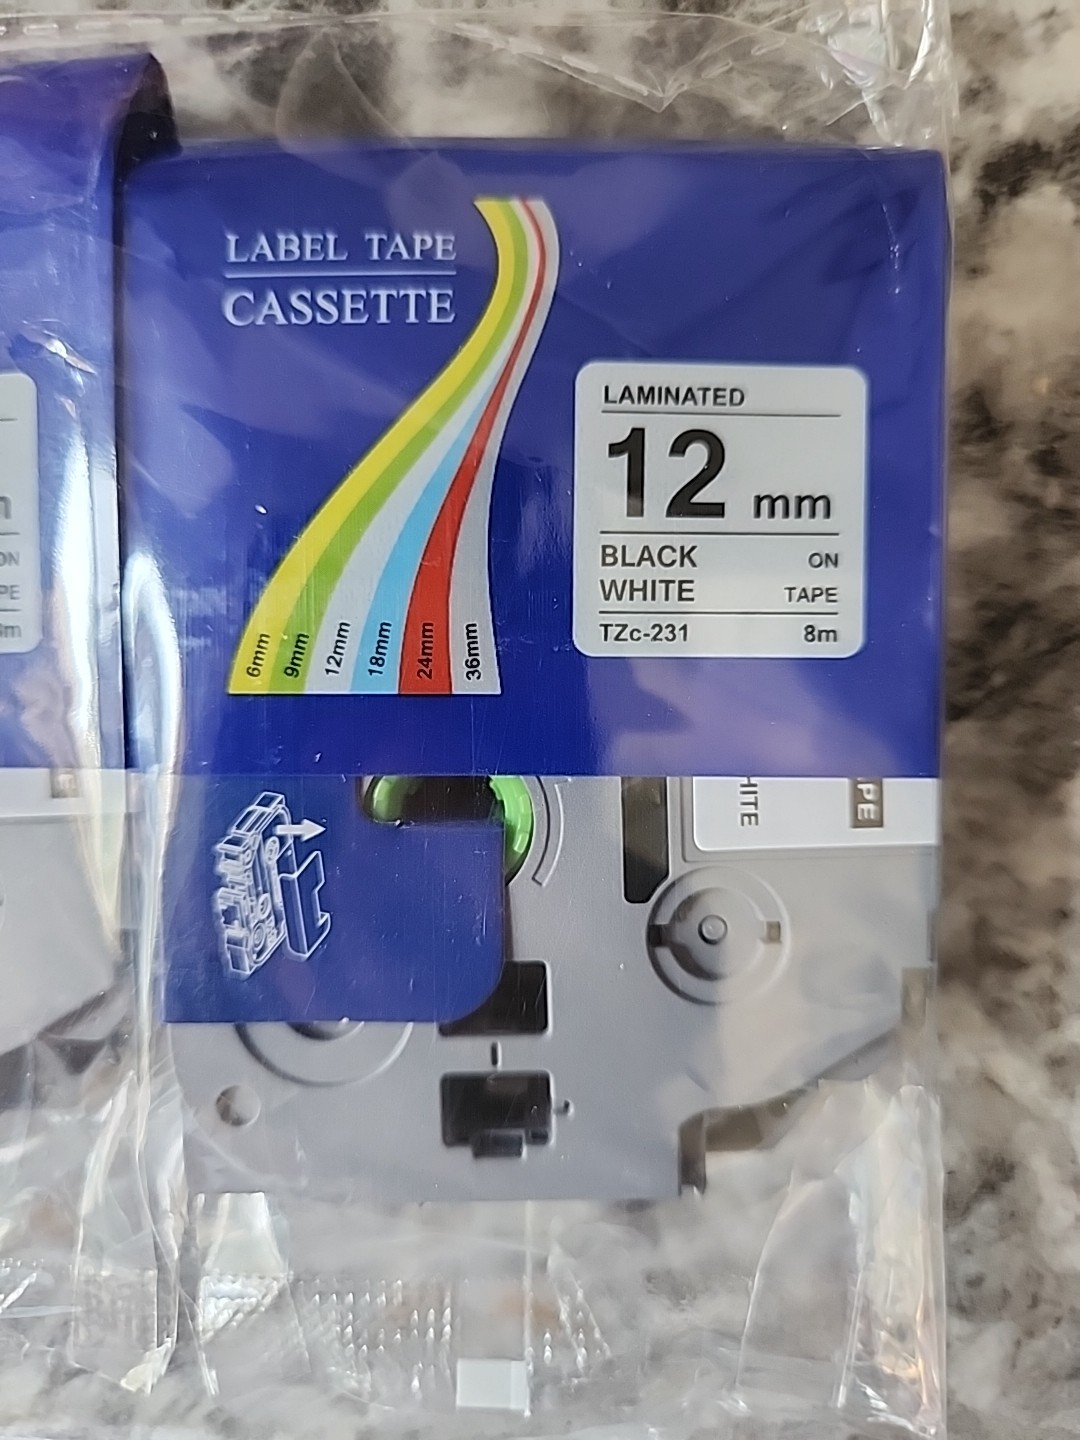 LABEL TAPE
CASSETTE
LAMINATED
12 mm
BLACK ON
WHITE TAPE
TZc-231 8m
6mm 9mm 12mm 18mm 24mm 36mm